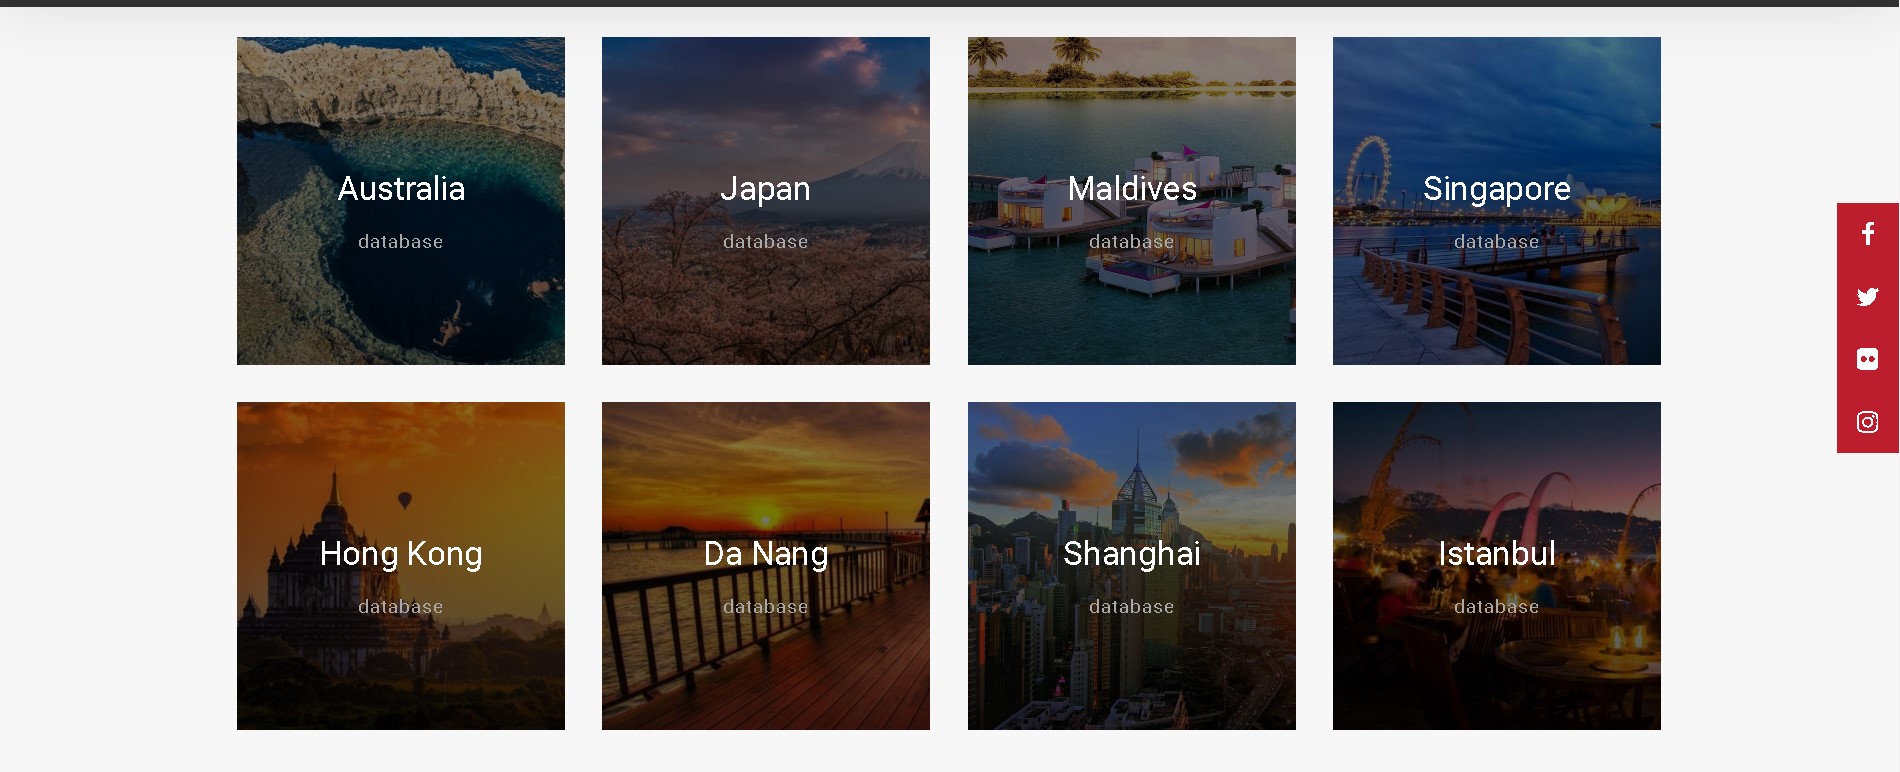 Australia
database
Japan
database
Maldives
database
Singapore
database
Hong Kong
database
Da Nang
database
Shanghai
database
Istanbul
database